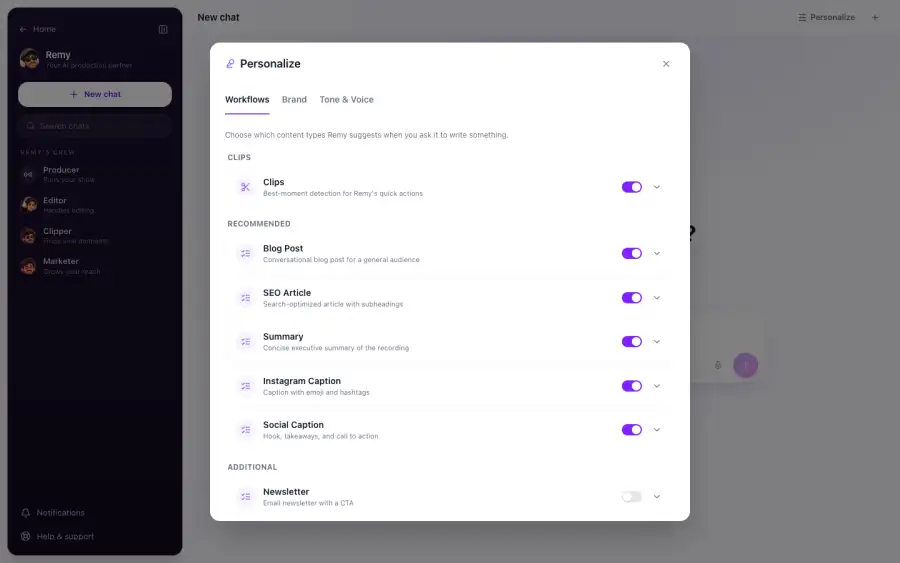 Home
Remy
Your AI production partner
New chat
Search chats
REMY'S CREW
Producer
Runs your show
Editor
Handles editing
Clipper
Finds viral moments
Marketer
Grows your reach
Notifications
Help & support
New chat
Personalize
Personalize
Workflows
Brand
Tone & Voice
Choose which content types Remy suggests when you ask it to write something.
CLIPS
Clips
Best-moment detection for Remy's quick actions
RECOMMENDED
Blog Post
Conversational blog post for a general audience
SEO Article
Search-optimized article with subheadings
Summary
Concise executive summary of the recording
Instagram Caption
Caption with emoji and hashtags
Social Caption
Hook, takeaways, and call to action
ADDITIONAL
Newsletter
Email newsletter with a CTA
?